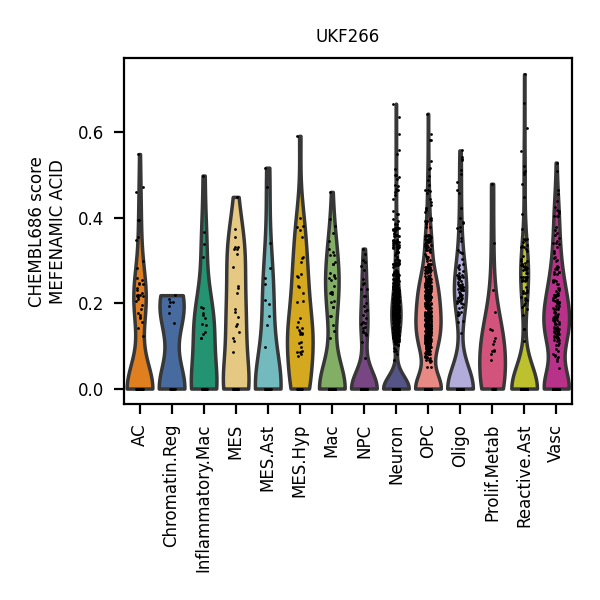 UKF266
CHEMBL686 score
MEFENAMIC ACID
0.6
0.4
0.2
0.0
AC
Chromatin.Reg
Inflammatory.Mac
MES
MES.Ast
MES.Hyp
Mac
NPC
Neuron
OPC
Oligo
Prolif.Metab
Reactive.Ast
Vasc